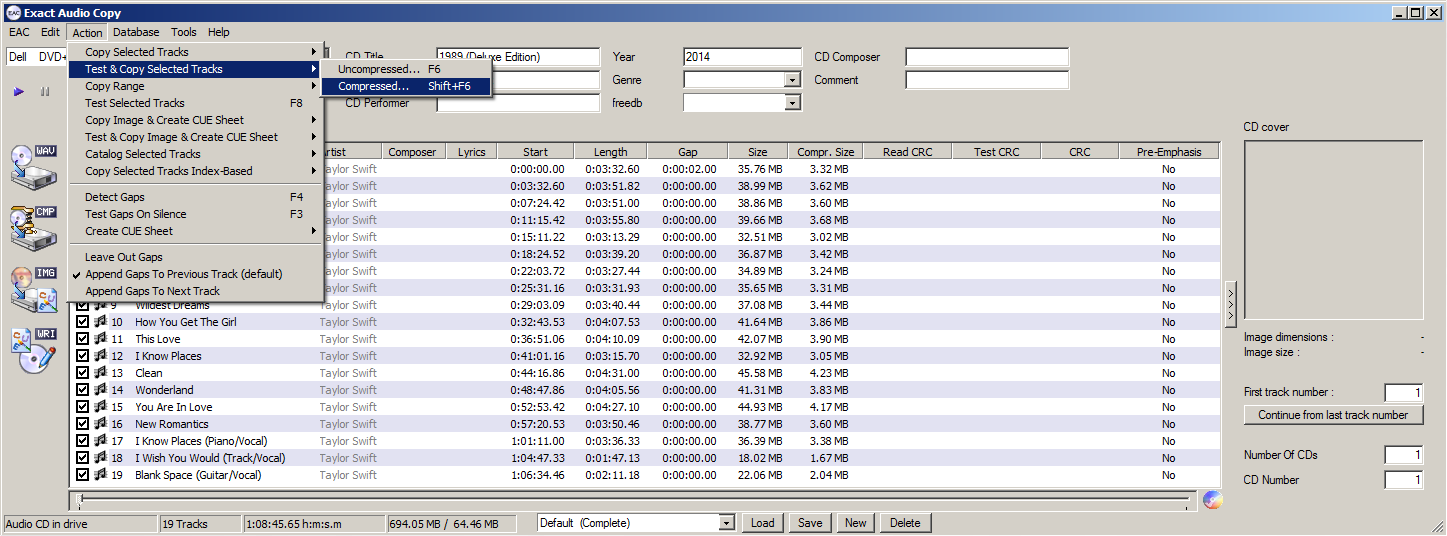 EAC Exact Audio Copy
EAC Edit Action Database Tools Help
Dell DVD+
CD Title 1989 (Deluxe Edition) Year 2014 CD Composer
Genre Comment
CD Performer freedb
Copy Selected Tracks
Test & Copy Selected Tracks
Copy Range
Test Selected Tracks F8
Copy Image & Create CUE Sheet
Test & Copy Image & Create CUE Sheet
Catalog Selected Tracks
Copy Selected Tracks Index-Based
Detect Gaps F4
Test Gaps On Silence F3
Create CUE Sheet
Leave Out Gaps
Append Gaps To Previous Track (default)
Append Gaps To Next Track
Uncompressed... F6
Compressed... Shift+F6
WAV
CMP
IMG
WRI
Artist Composer Lyrics Start Length Gap Size Compr. Size Read CRC Test CRC CRC Pre-Emphasis
Taylor Swift 0:00:00.00 0:03:32.60 0:00:02.00 35.76 MB 3.32 MB No
Taylor Swift 0:03:32.60 0:03:51.82 0:00:00.00 38.99 MB 3.62 MB No
Taylor Swift 0:07:24.42 0:03:51.00 0:00:00.00 38.86 MB 3.60 MB No
Taylor Swift 0:11:15.42 0:03:55.80 0:00:00.00 39.66 MB 3.68 MB No
Taylor Swift 0:15:11.22 0:03:13.29 0:00:00.00 32.51 MB 3.02 MB No
Taylor Swift 0:18:24.52 0:03:39.20 0:00:00.00 36.87 MB 3.42 MB No
Taylor Swift 0:22:03.72 0:03:27.44 0:00:00.00 34.89 MB 3.24 MB No
Taylor Swift 0:25:31.16 0:03:31.93 0:00:00.00 35.65 MB 3.31 MB No
9 Wildest Dreams Taylor Swift 0:29:03.09 0:03:40.44 0:00:00.00 37.08 MB 3.44 MB No
10 How You Get The Girl Taylor Swift 0:32:43.53 0:04:07.53 0:00:00.00 41.64 MB 3.86 MB No
11 This Love Taylor Swift 0:36:51.06 0:04:10.09 0:00:00.00 42.07 MB 3.90 MB No
12 I Know Places Taylor Swift 0:41:01.16 0:03:15.70 0:00:00.00 32.92 MB 3.05 MB No
13 Clean Taylor Swift 0:44:16.86 0:04:31.00 0:00:00.00 45.58 MB 4.23 MB No
14 Wonderland Taylor Swift 0:48:47.86 0:04:05.56 0:00:00.00 41.31 MB 3.83 MB No
15 You Are In Love Taylor Swift 0:52:53.42 0:04:27.10 0:00:00.00 44.93 MB 4.17 MB No
16 New Romantics Taylor Swift 0:57:20.53 0:03:50.46 0:00:00.00 38.77 MB 3.60 MB No
17 I Know Places (Piano/Vocal) Taylor Swift 1:01:11.00 0:03:36.33 0:00:00.00 36.39 MB 3.38 MB No
18 I Wish You Would (Track/Vocal) Taylor Swift 1:04:47.33 0:01:47.13 0:00:00.00 18.02 MB 1.67 MB No
19 Blank Space (Guitar/Vocal) Taylor Swift 1:06:34.46 0:02:11.18 0:00:00.00 22.06 MB 2.04 MB No
CD cover
Image dimensions : -
Image size : -
First track number : 1
Continue from last track number
Number Of CDs 1
CD Number 1
Audio CD in drive 19 Tracks 1:08:45.65 h:m:s.m 694.05 MB / 64.46 MB Default (Complete) Load Save New Delete